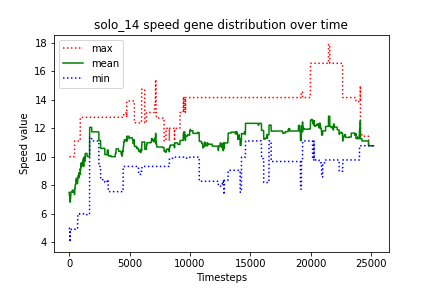 solo_14 speed gene distribution over time
max
mean
min
Speed value
18
16
14
12
10
8
6
4
0
5000
10000
15000
20000
25000
Timesteps